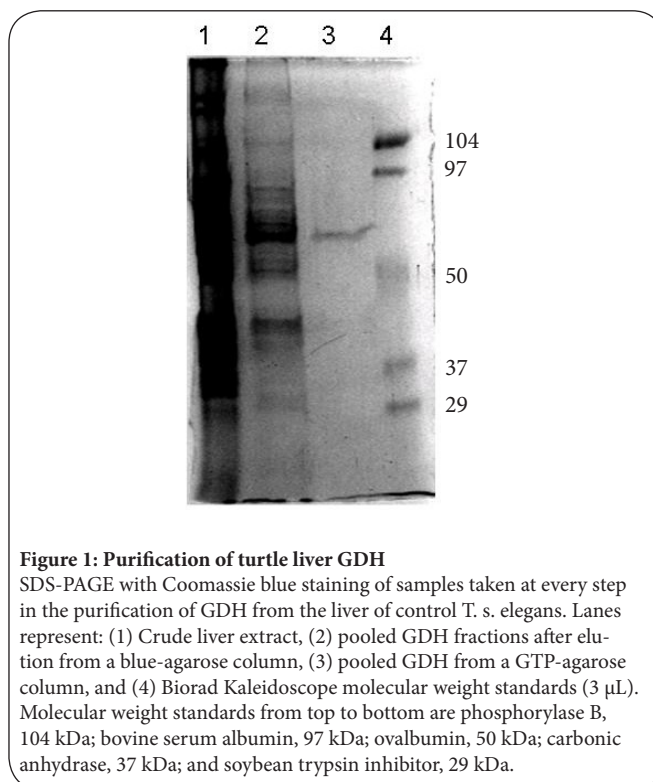 1 2 3 4
104
97
50
37
29
Figure 1: Purification of turtle liver GDH
SDS-PAGE with Coomassie blue staining of samples taken at every step
in the purification of GDH from the liver of control T. s. elegans. Lanes
represent: (1) Crude liver extract, (2) pooled GDH fractions after elu-
tion from a blue-agarose column, (3) pooled GDH from a GTP-agarose
column, and (4) Biorad Kaleidoscope molecular weight standards (3 μL).
Molecular weight standards from top to bottom are phosphorylase B,
104 kDa; bovine serum albumin, 97 kDa; ovalbumin, 50 kDa; carbonic
anhydrase, 37 kDa; and soybean trypsin inhibitor, 29 kDa.